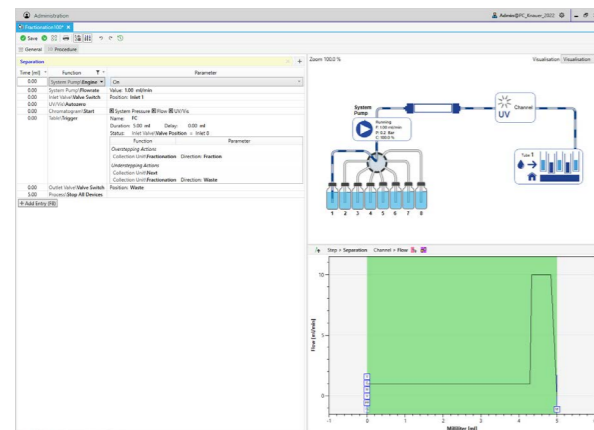 Administration
Admin@PC_Knauer_2022
Fractionation100*
Save
General Procedure
Separation
Time [ml] Function Parameter
0.00 System Pump\Engine On
0.00 System Pump\Flowrate Value: 1.00 ml/min
0.00 Inlet Valve\Valve Switch Position: Inlet 1
0.00 UV/Vis\Autozero
0.00 Chromatogram\Start System Pressure Flow UV/Vis
0.00 Table\Trigger Name: FC
Duration: 5.00 ml Delay: 0.00 ml
Status: Inlet Valve\Valve Position = Inlet 0
Function Parameter
Overstepping Actions
Collection Unit\Fractionation Direction: Fraction
Understepping Actions
Collection Unit\Next
Collection Unit\Fractionation Direction: Waste
0.00 Outlet Valve\Valve Switch Position: Waste
5.00 Process\Stop All Devices
+ Add Entry (F8)
Zoom 100.0 %
Visualisation Visualisation
System
Pump
Running
F: 1.00 ml/min
P: 0.2 Bar
C: 100.0 %
UV
Channel
Tube 1
1 2 3 4 5 6 7 8
Step > Separation Channel > Flow
Flow [ml/min]
10
5
0
-1 0 1 2 3 4 5
Milliliter [ml]